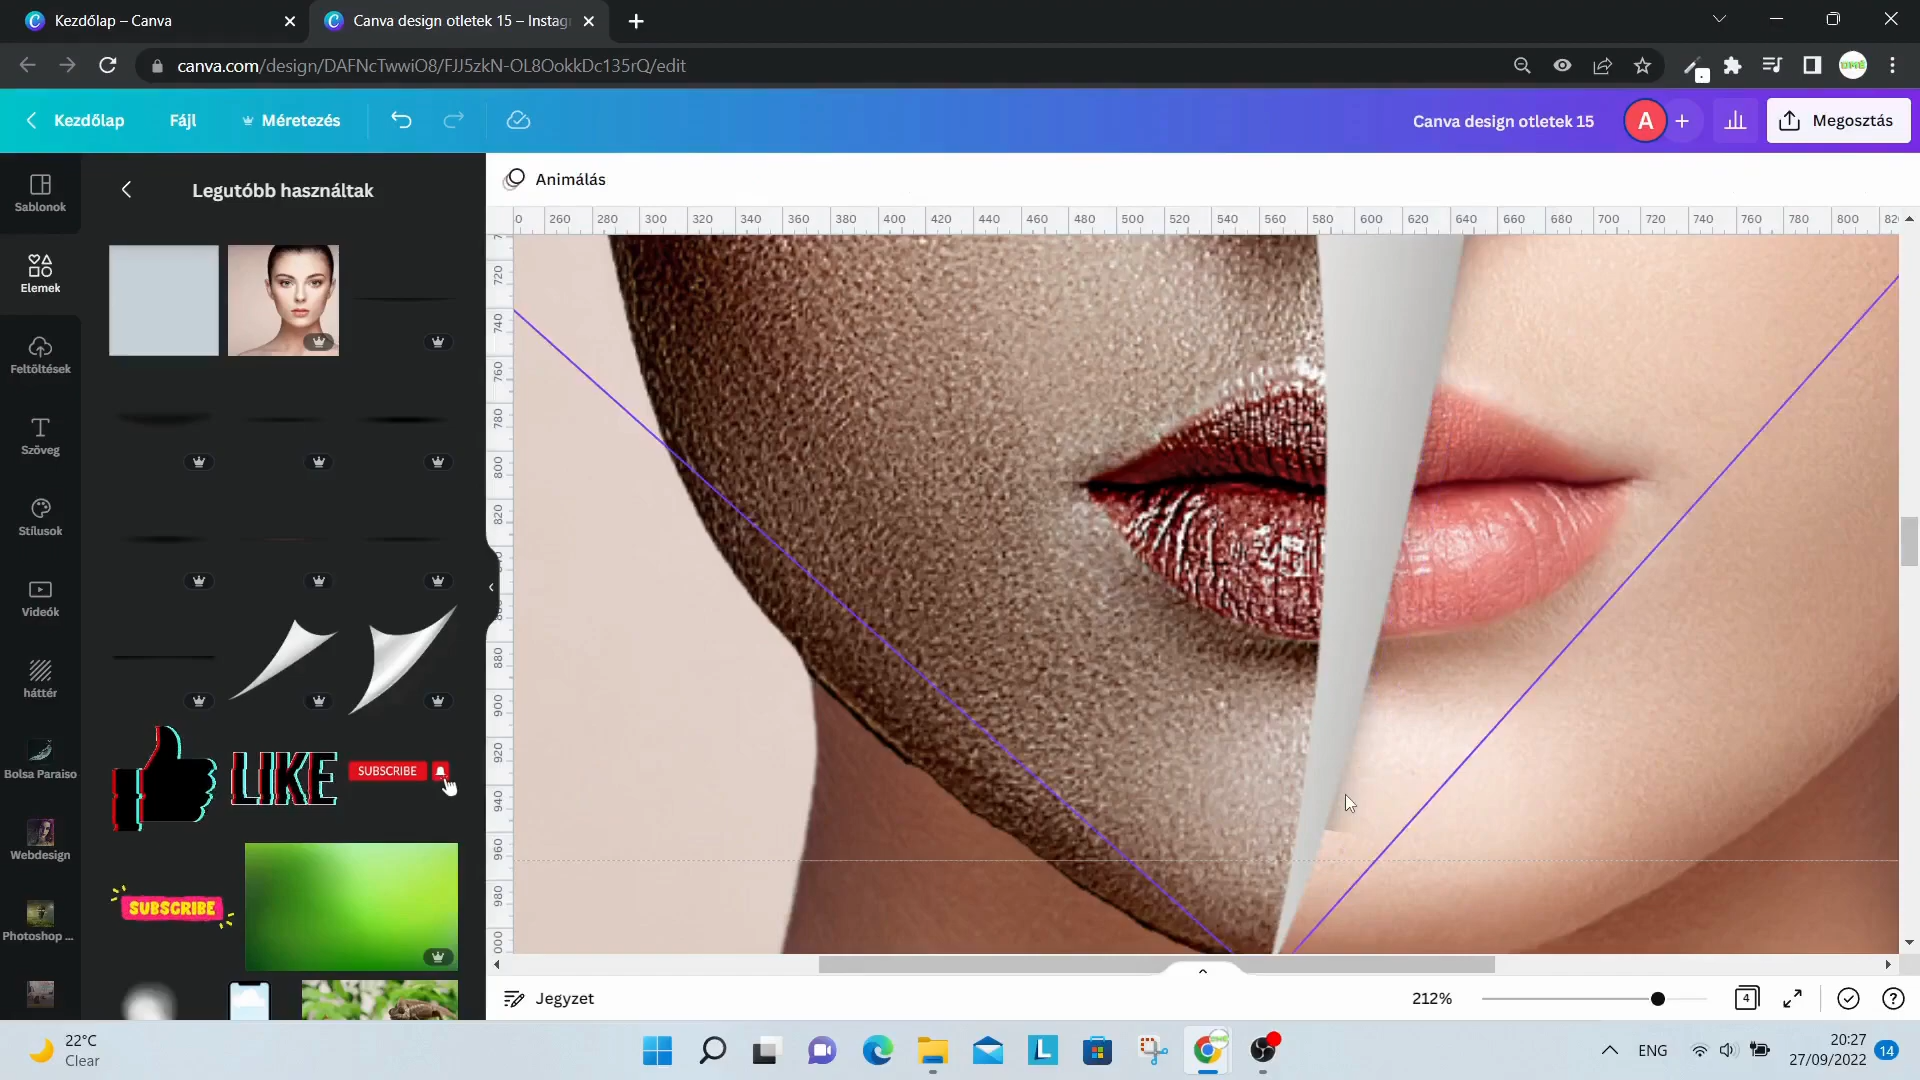 Kezdőlap – Canva
Canva design otletek 15 – Instag
canva.com/design/DAFNcTwwiO8/FJJ5zkN-OL8OokkDc135rQ/edit
Kezdőlap
Fájl
Méretezés
Canva design otletek 15
A
Megosztás
Sablonok
Elemek
Feltöltések
Szöveg
Stílusok
Videók
háttér
Bolsa Paraiso
Webdesign
Photoshop ...
Legutóbb használtak
LIKE
SUBSCRIBE
SUBSCRIBE
Animálás
0 260 280 300 320 340 360 380 400 420 440 460 480 500 520 540 560 580 600 620 640 660 680 700 720 740 760 780 800 82
720
740
760
780
800
820
880
900
920
940
960
980
000
Jegyzet
212%
4
22°C
Clear
ENG
20:27
27/09/2022
14